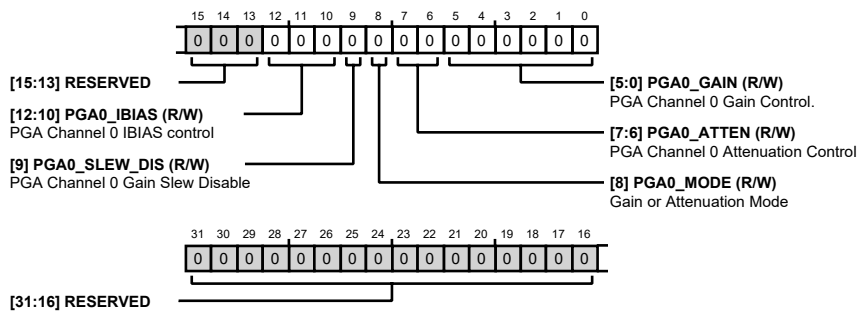 15 14 13 12 11 10 9 8 7 6 5 4 3 2 1 0
0 0 0 0 0 0 0 0 0 0 0 0 0 0 0 0
[15:13] RESERVED
[12:10] PGA0_IBIAS (R/W)
PGA Channel 0 IBIAS control
[9] PGA0_SLEW_DIS (R/W)
PGA Channel 0 Gain Slew Disable
[5:0] PGA0_GAIN (R/W)
PGA Channel 0 Gain Control.
[7:6] PGA0_ATTEN (R/W)
PGA Channel 0 Attenuation Control
[8] PGA0_MODE (R/W)
Gain or Attenuation Mode
31 30 29 28 27 26 25 24 23 22 21 20 19 18 17 16
0 0 0 0 0 0 0 0 0 0 0 0 0 0 0 0
[31:16] RESERVED